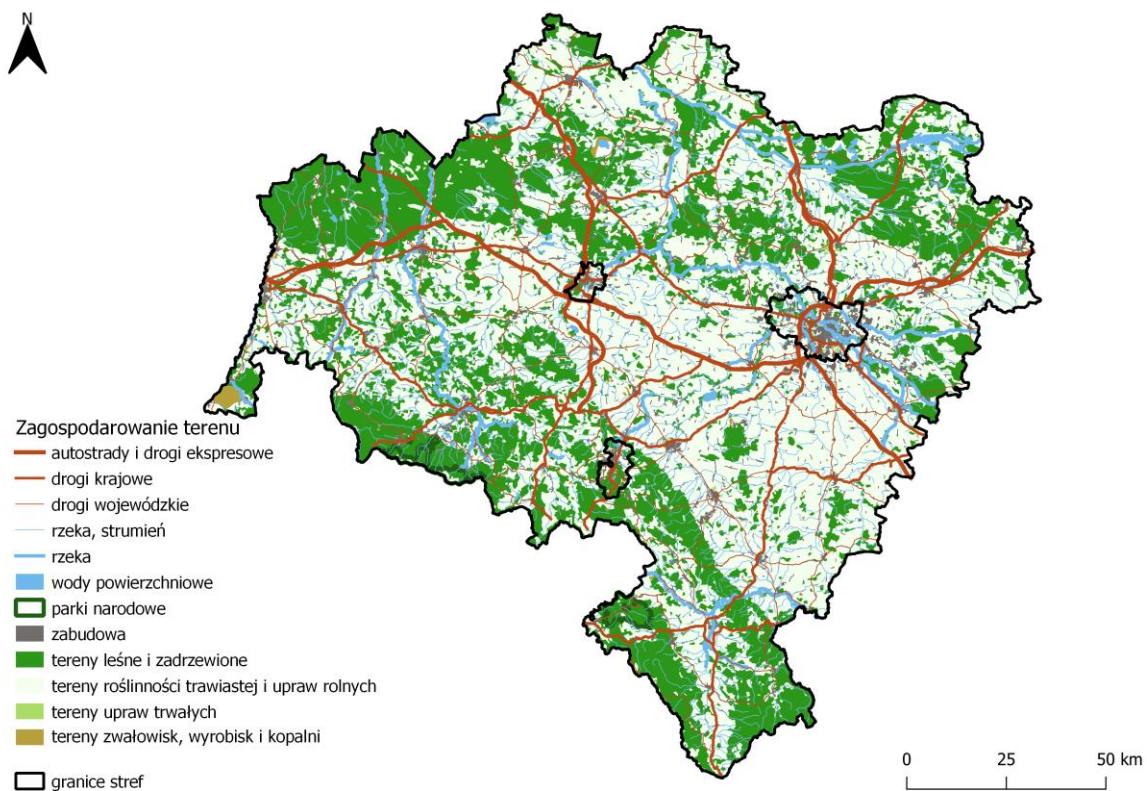 N
Zagospodarowanie terenu
autostrady i drogi ekspresowe
drogi krajowe
drogi wojewódzkie
rzeka, strumień
rzeka
wody powierzchniowe
parki narodowe
zabudowa
tereny leśne i zadrzewione
tereny roślinności trawiastej i upraw rolnych
tereny upraw trwałych
tereny zwałowisk, wyrobisk i kopalni
granice stref
0 25 50 km